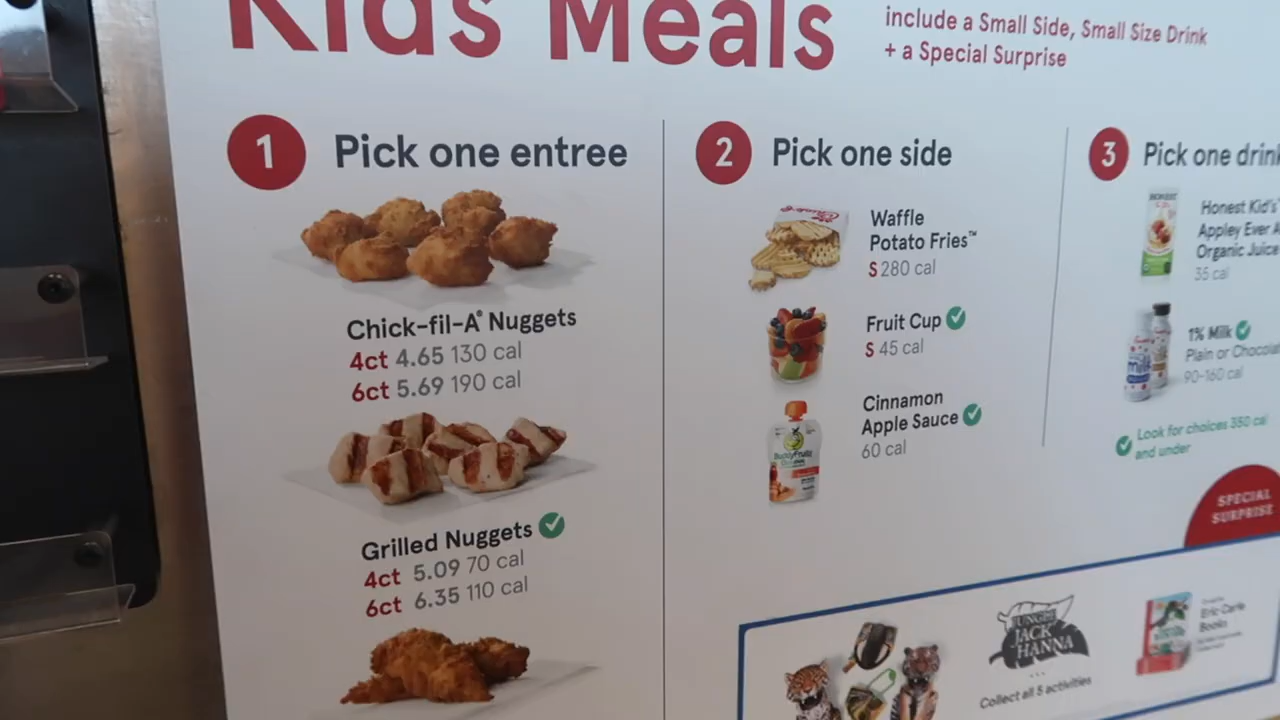 Kids Meals
include a Small Side, Small Size Drink
+ a Special Surprise
1 Pick one entree
Chick-fil-A® Nuggets
4ct 4.65 130 cal
6ct 5.69 190 cal
Grilled Nuggets
4ct 5.09 70 cal
6ct 6.35 110 cal
2 Pick one side
Waffle
Potato Fries™
S 280 cal
Fruit Cup
S 45 cal
Cinnamon
Apple Sauce
60 cal
3 Pick one drin
HONEST
Honest Kid's
Appley Ever A
Organic Juice
35 cal
milk
1% Milk
Plain or Chocola
90-160 cal
Look for choices 350 cal
and under
SPECIAL
SURPRISE
JUNGLE
JACK
HANNA
Collect all 5 activities
Eric Carle
Books